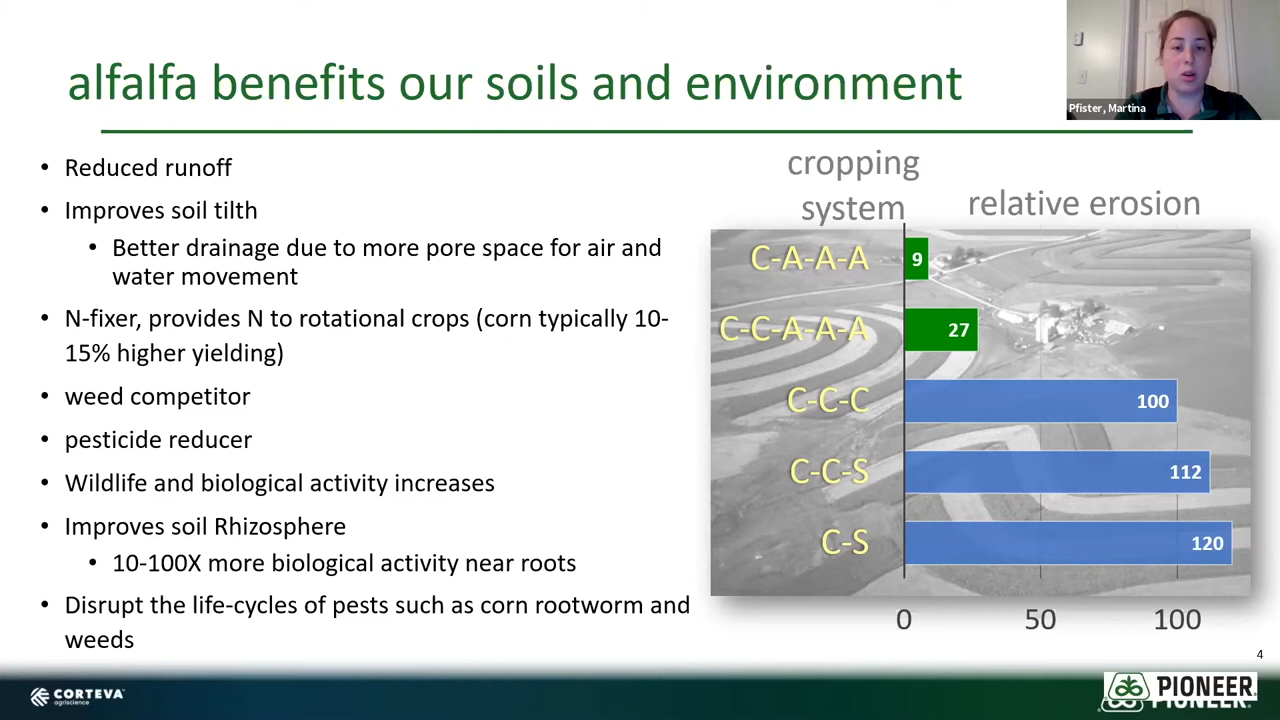 alfalfa benefits our soils and environment
Pfister, Martina
• Reduced runoff
• Improves soil tilth
• Better drainage due to more pore space for air and
water movement
• N-fixer, provides N to rotational crops (corn typically 10-
15% higher yielding)
• weed competitor
• pesticide reducer
• Wildlife and biological activity increases
• Improves soil Rhizosphere
• 10-100X more biological activity near roots
• Disrupt the life-cycles of pests such as corn rootworm and
weeds
cropping
system
relative erosion
C-A-A-A 9
C-C-A-A-A 27
C-C-C 100
C-C-S 112
C-S 120
0 50 100
4
CORTEVA
agriscience
PIONEER
PIONEER